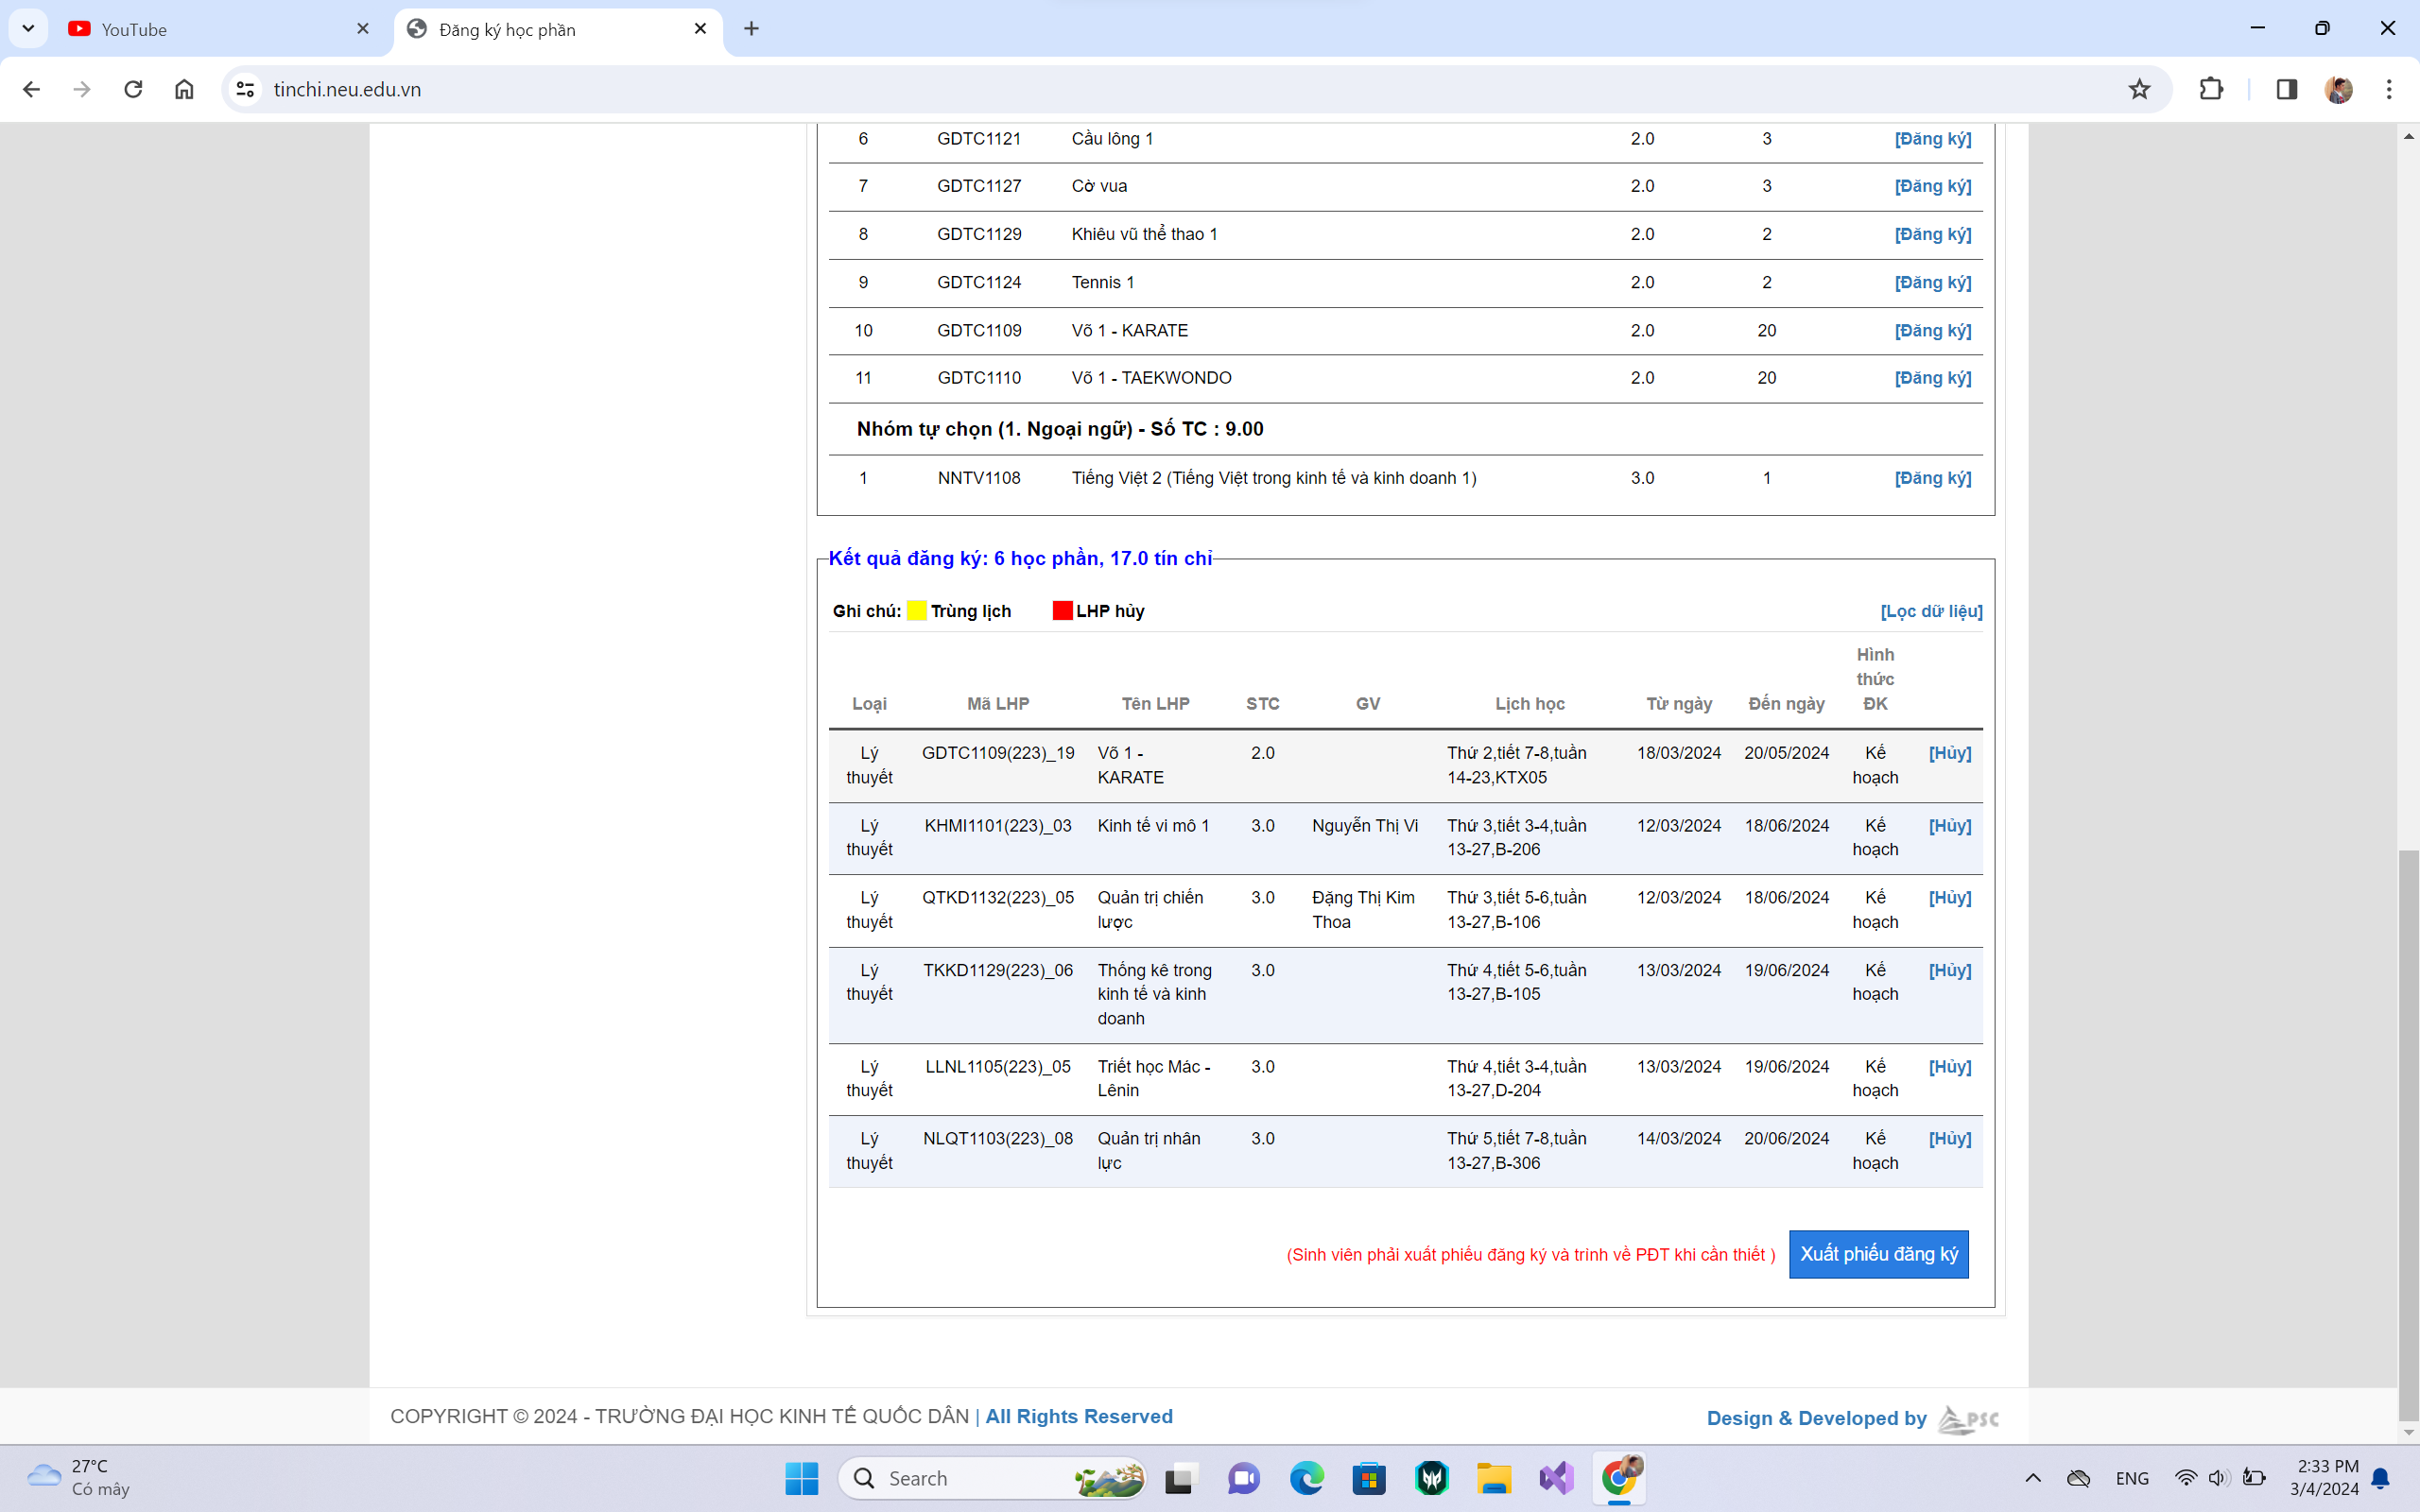 YouTube
Đăng ký học phần
tinchi.neu.edu.vn
6 GDTC1121 Cầu lông 1 2.0 3 [Đăng ký]
7 GDTC1127 Cờ vua 2.0 3 [Đăng ký]
8 GDTC1129 Khiêu vũ thể thao 1 2.0 2 [Đăng ký]
9 GDTC1124 Tennis 1 2.0 2 [Đăng ký]
10 GDTC1109 Võ 1 - KARATE 2.0 20 [Đăng ký]
11 GDTC1110 Võ 1 - TAEKWONDO 2.0 20 [Đăng ký]
Nhóm tự chọn (1. Ngoại ngữ) - Số TC : 9.00
1 NNTV1108 Tiếng Việt 2 (Tiếng Việt trong kinh tế và kinh doanh 1) 3.0 1 [Đăng ký]
Kết quả đăng ký: 6 học phần, 17.0 tín chỉ
Ghi chú: Trùng lịch LHP hủy [Lọc dữ liệu]
Hình
thức
Loại Mã LHP Tên LHP STC GV Lịch học Từ ngày Đến ngày ĐK
Lý GDTC1109(223)_19 Võ 1 - 2.0 Thứ 2,tiết 7-8,tuần 18/03/2024 20/05/2024 Kế [Hủy]
thuyết KARATE 14-23,KTX05 hoạch
Lý KHMI1101(223)_03 Kinh tế vi mô 1 3.0 Nguyễn Thị Vi Thứ 3,tiết 3-4,tuần 12/03/2024 18/06/2024 Kế [Hủy]
thuyết 13-27,B-206 hoạch
Lý QTKD1132(223)_05 Quản trị chiến 3.0 Đặng Thị Kim Thứ 3,tiết 5-6,tuần 12/03/2024 18/06/2024 Kế [Hủy]
thuyết lược Thoa 13-27,B-106 hoạch
Lý TKKD1129(223)_06 Thống kê trong 3.0 Thứ 4,tiết 5-6,tuần 13/03/2024 19/06/2024 Kế [Hủy]
thuyết kinh tế và kinh 13-27,B-105 hoạch
doanh
Lý LLNL1105(223)_05 Triết học Mác - 3.0 Thứ 4,tiết 3-4,tuần 13/03/2024 19/06/2024 Kế [Hủy]
thuyết Lênin 13-27,D-204 hoạch
Lý NLQT1103(223)_08 Quản trị nhân 3.0 Thứ 5,tiết 7-8,tuần 14/03/2024 20/06/2024 Kế [Hủy]
thuyết lực 13-27,B-306 hoạch
(Sinh viên phải xuất phiếu đăng ký và trình về PĐT khi cần thiết ) Xuất phiếu đăng ký
COPYRIGHT © 2024 - TRƯỜNG ĐẠI HỌC KINH TẾ QUỐC DÂN | All Rights Reserved
Design & Developed by PSC
27°C
Có mây
Search
ENG
2:33 PM
3/4/2024